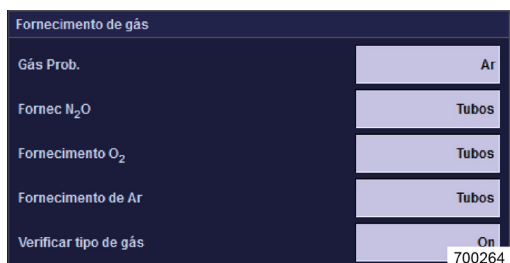 Fornecimento de gás
Gás Prob. Ar
Fornec N₂O Tubos
Fornecimento O₂ Tubos
Fornecimento de Ar Tubos
Verificar tipo de gás On
700264